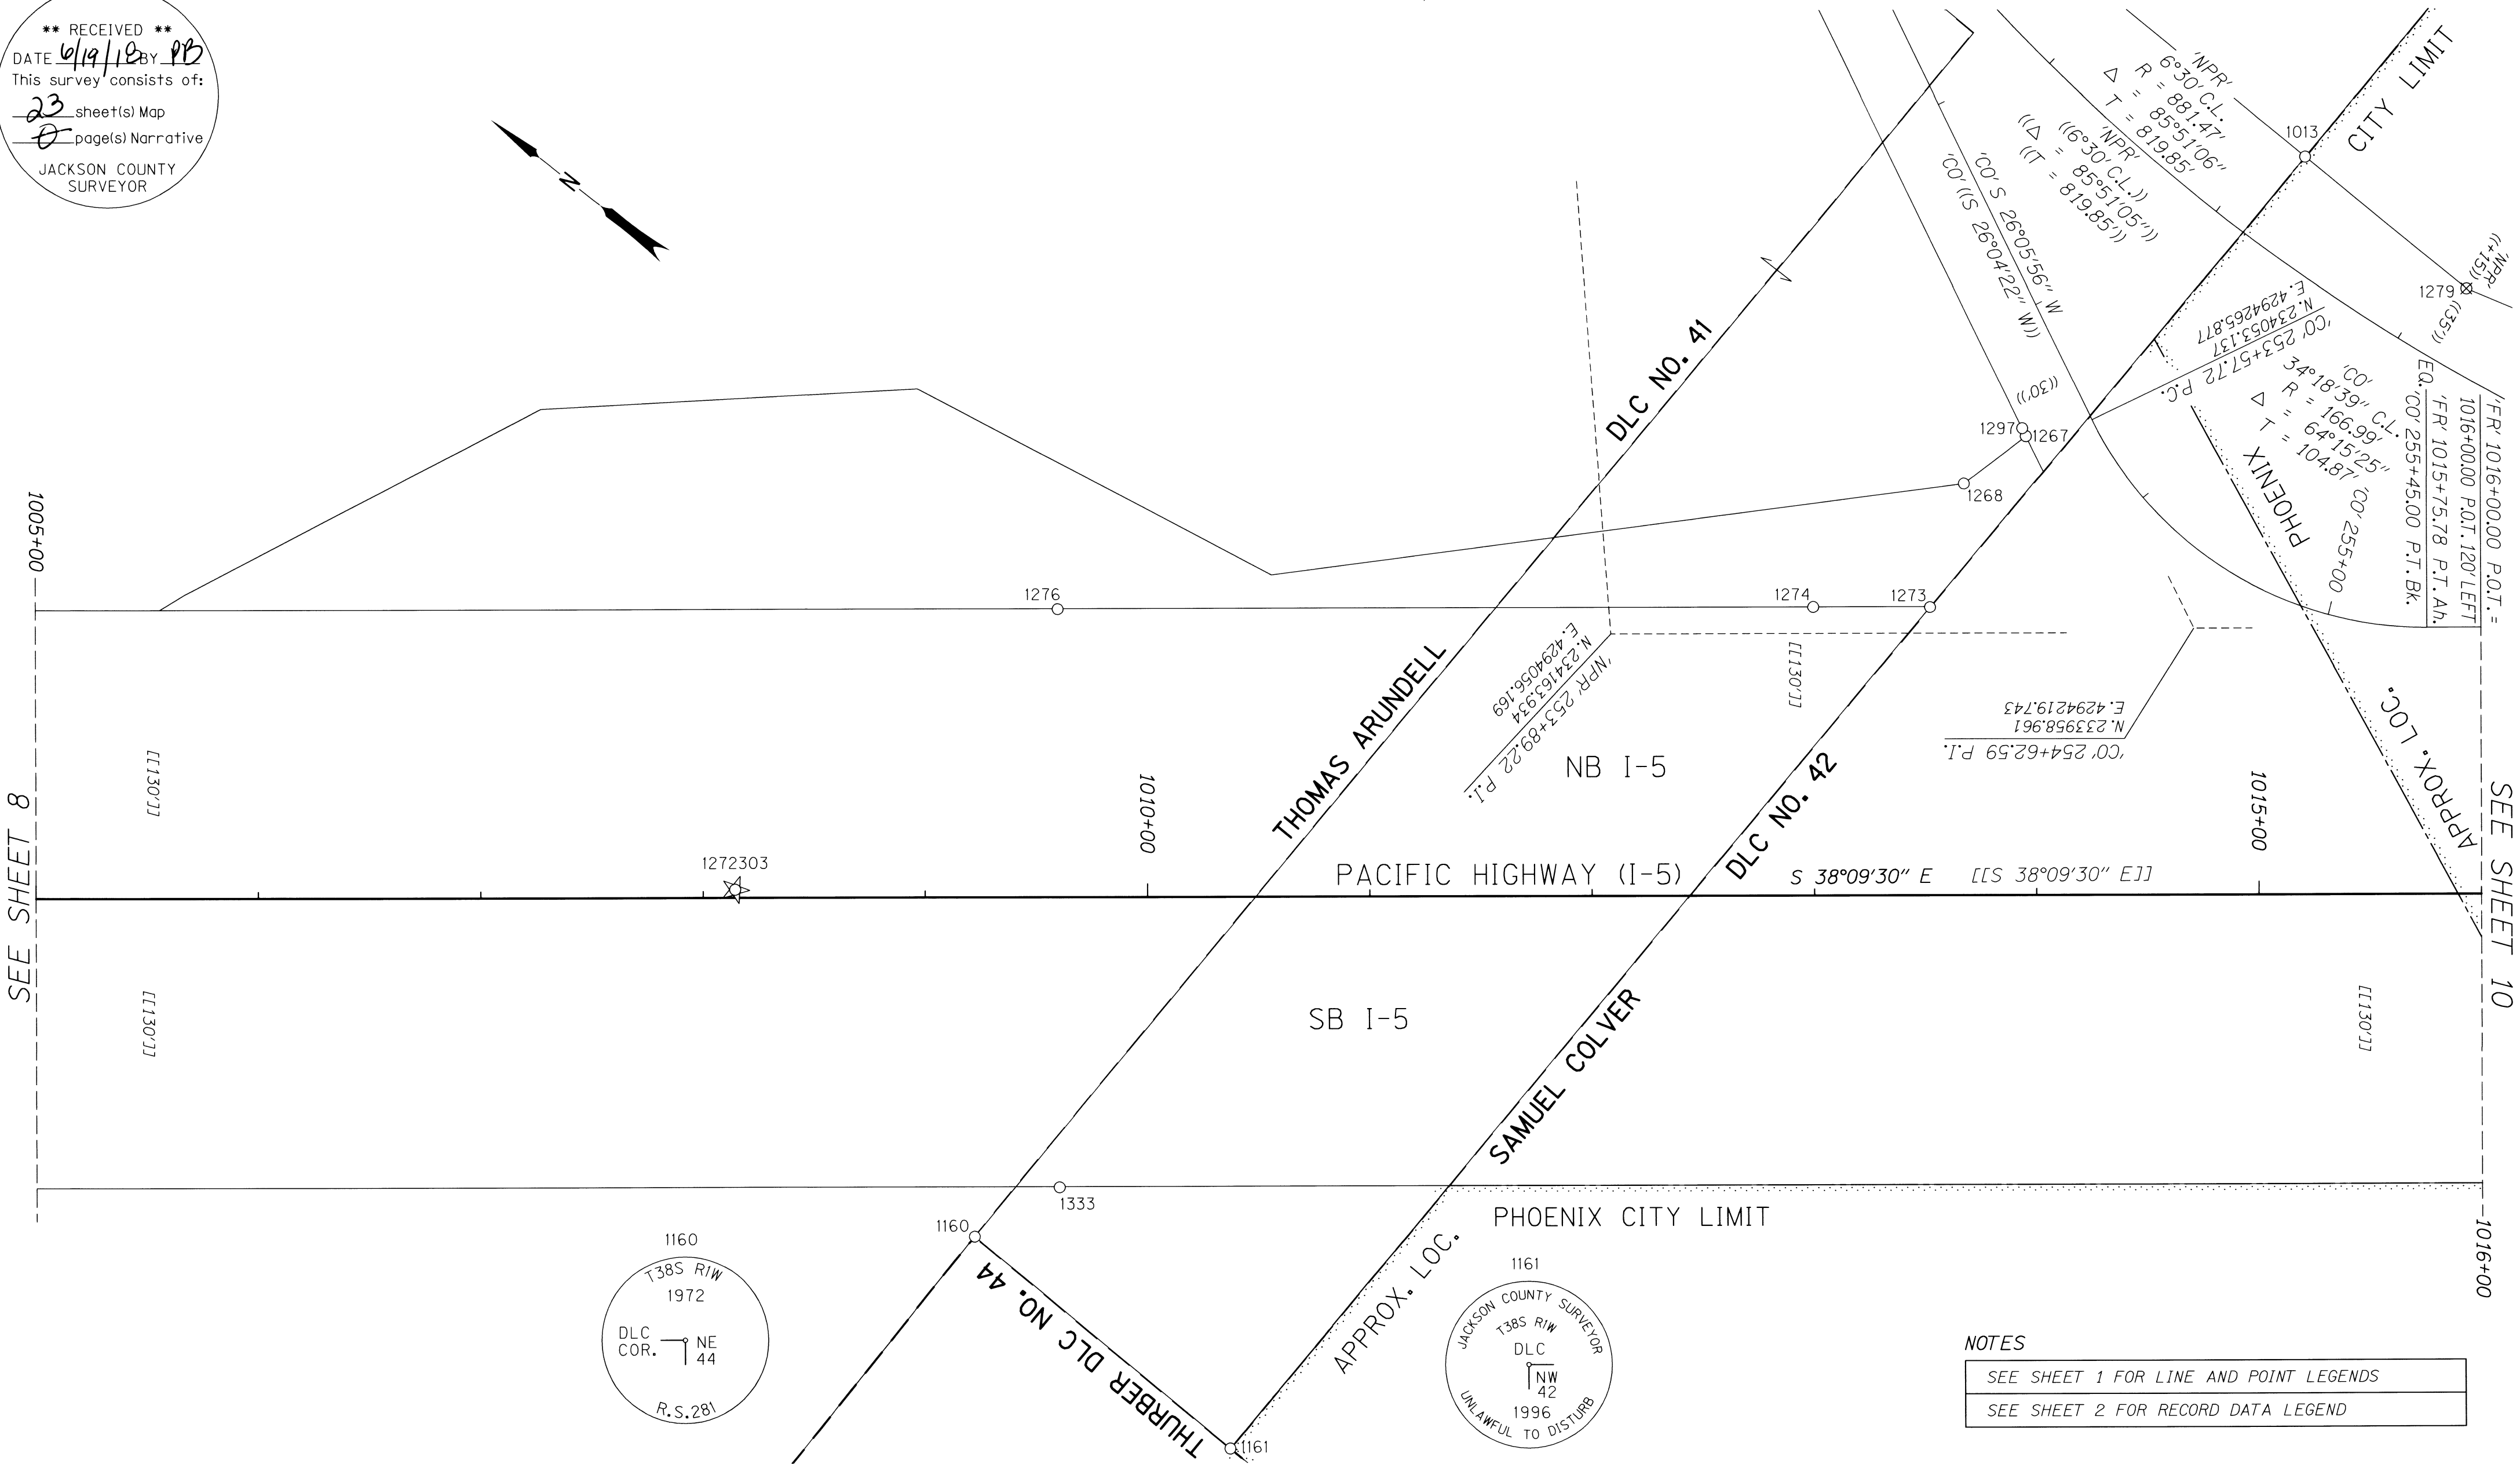 ** RECEIVED **
DATE 6/19/18 BY PB
This survey consists of:
23 sheet(s) Map
0 page(s) Narrative
JACKSON COUNTY
SURVEYOR
N
'NPR'
6°30' C.L.
R = 881.47'
Δ = 85°51'06"
T = 819.85'
'NPR'
((6°30' C.L.))
((Δ = 85°51'05"))
((T = 819.85'))
CITY LIMIT
1013
'CO' S 26°05'56" W
'CO' ((S 26°04'22" W))
'NPR'
((+15))
1279
((35'))
DLC NO. 41
'CO' 253+57.72 P.C.
N.234053.137
E.4294265.877
'CO'
34°18'39" C.L.
R = 166.99'
Δ = 64°15'25"
T = 104.87'
'FR' 1016+00.00 P.O.T. =
1016+00.00 P.O.T. 120' LEFT
'FR' 1015+75.78 P.T. Ah.
EQ. 'CO' 255+45.00 P.T. Bk.
((30'))
1297
1267
1268
PHOENIX
'CO' 255+00
1005+00
1276
1274
1273
'NPR' 253+89.22 P.I.
N.234163.934
E.4294056.169
[[130']]
'CO' 254+62.59 P.I.
N.233958.961
E.4294219.743
APPROX. LOC.
THOMAS ARUNDELL
NB I-5
DLC NO. 42
[[130']]
1010+00
1015+00
SEE SHEET 8
SEE SHEET 10
1272303
PACIFIC HIGHWAY (I-5)
S 38°09'30" E
[[S 38°09'30" E]]
[[130']]
SB I-5
SAMUEL COLVER
[[130']]
1333
1160
PHOENIX CITY LIMIT
1016+00
APPROX. LOC.
THURBER DLC NO. 44
1161
1160
T38S R1W
1972
DLC
COR.
NE
44
R.S.281
1161
JACKSON COUNTY SURVEYOR
T38S R1W
DLC
NW
42
1996
UNLAWFUL TO DISTURB
NOTES
SEE SHEET 1 FOR LINE AND POINT LEGENDS
SEE SHEET 2 FOR RECORD DATA LEGEND